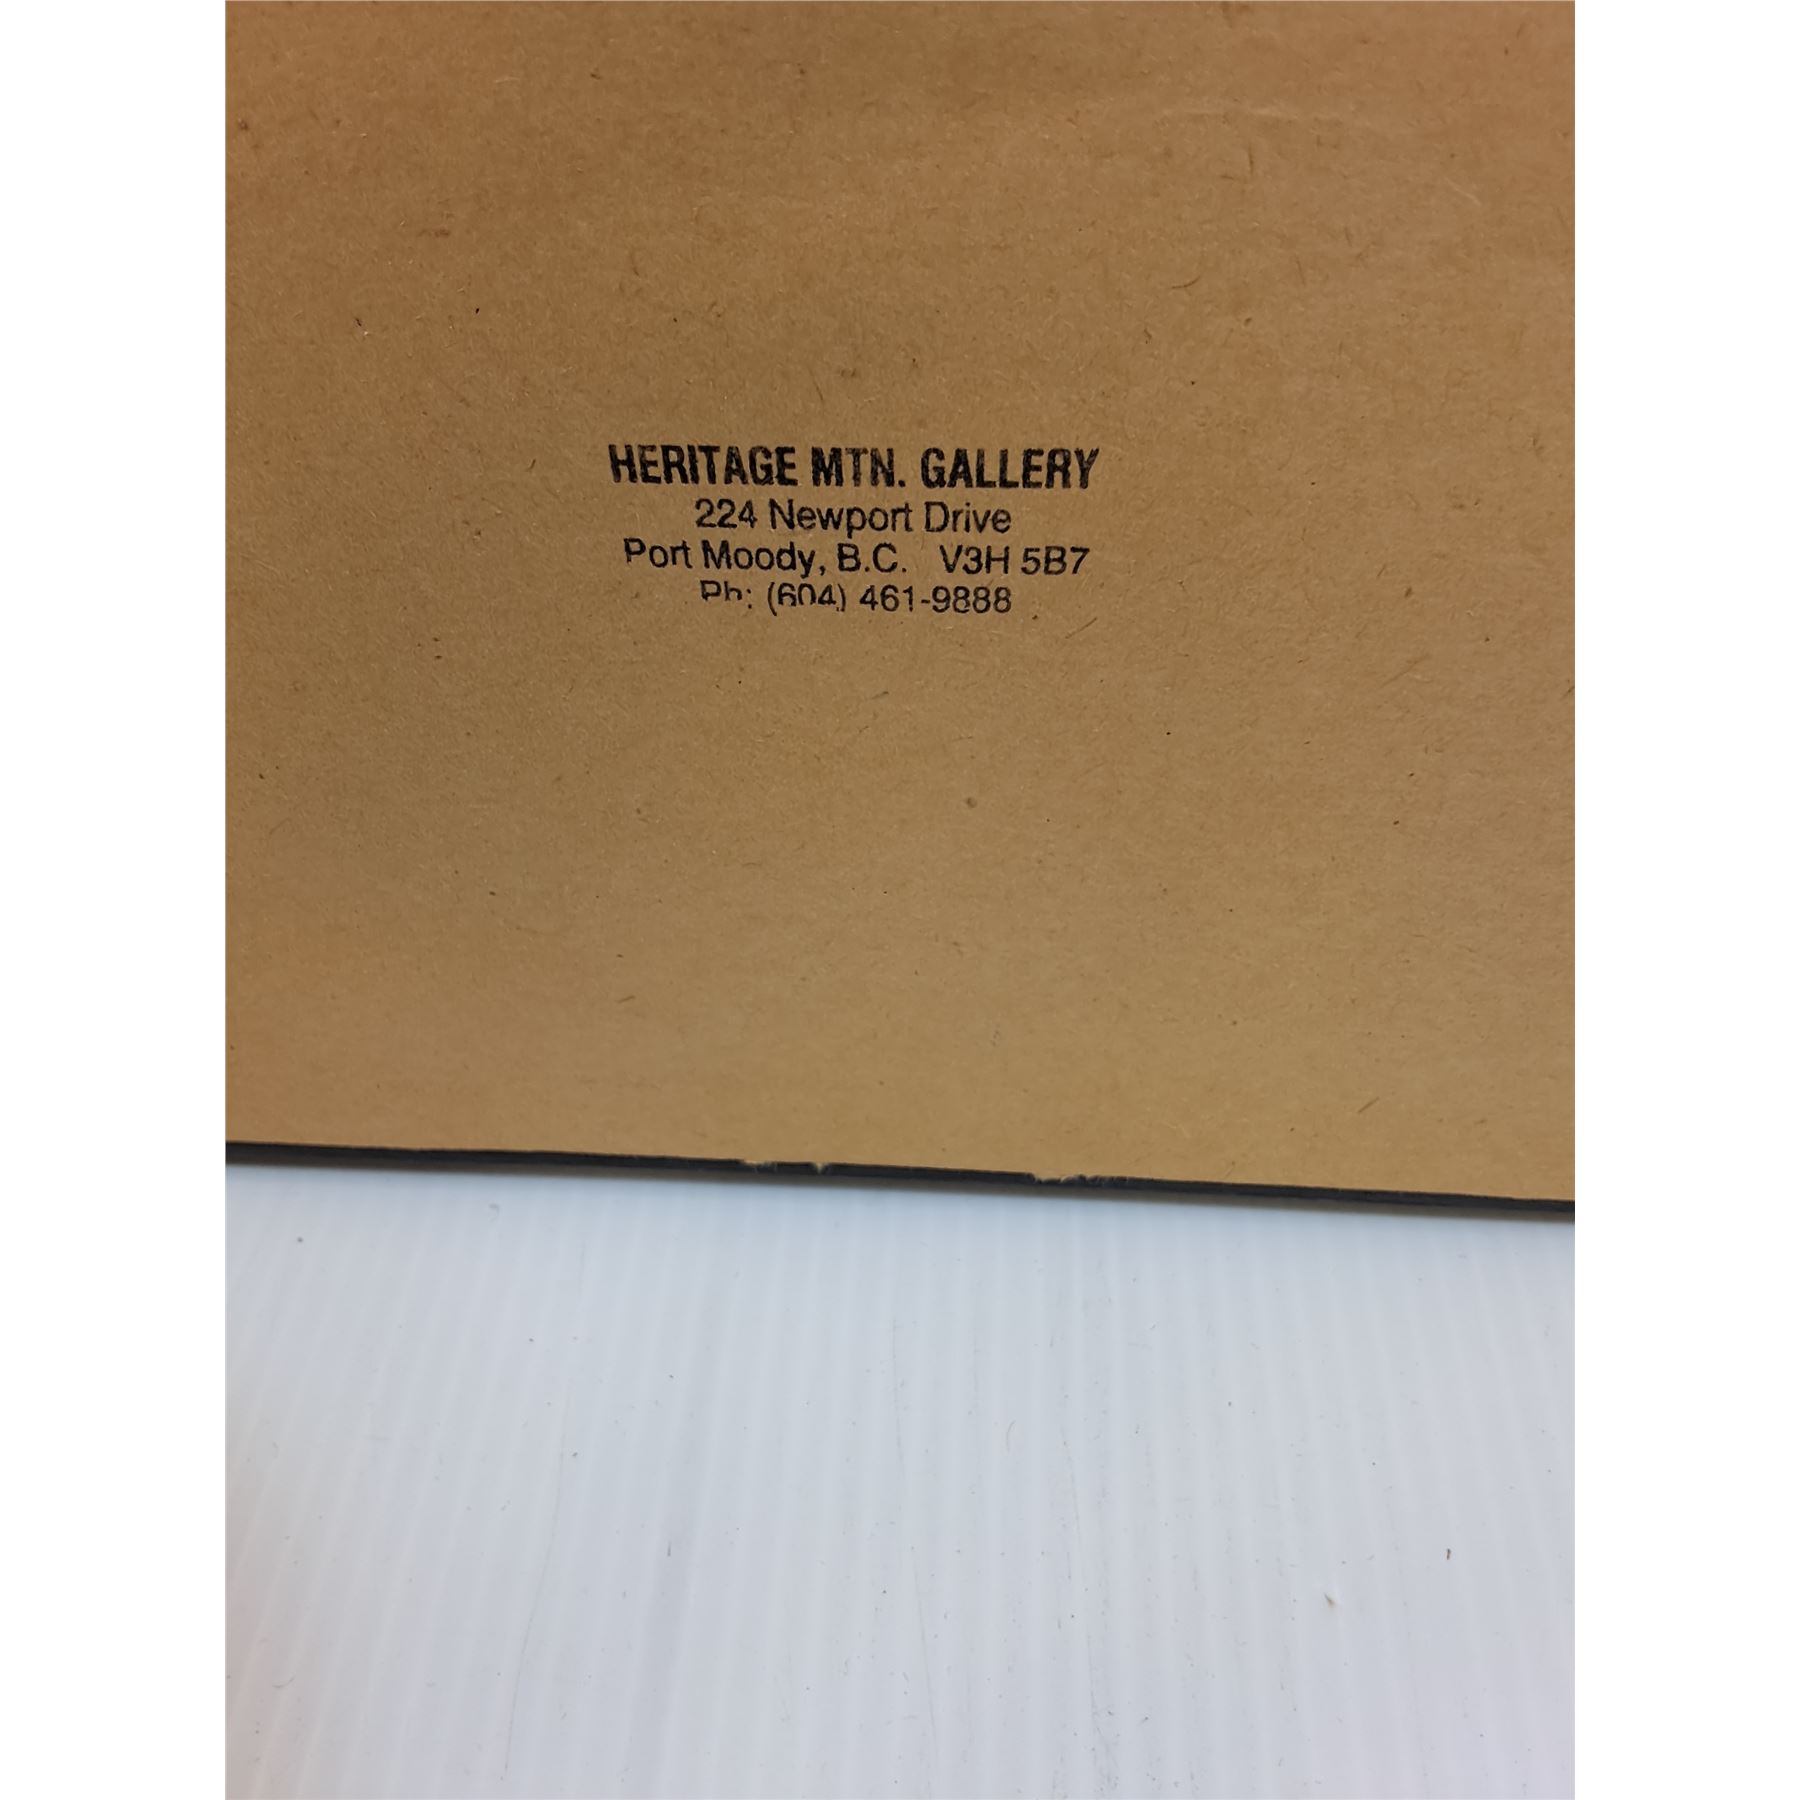 HERITAGE MTN. GALLERY
224 Newport Drive
Port Moody, B.C. V3H 5B7
Ph: (604) 461-9888